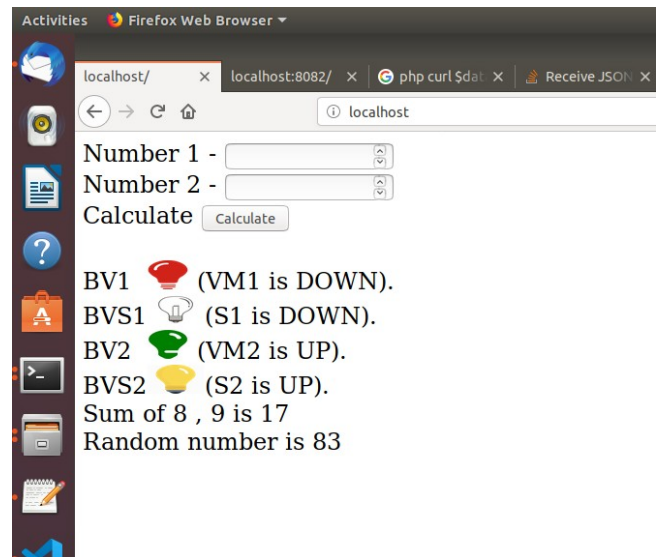 Activities Firefox Web Browser
localhost/ localhost:8082/ php curl $dat Receive JSON
localhost
Number 1 -
Number 2 -
Calculate Calculate
BV1 (VM1 is DOWN).
BVS1 (S1 is DOWN).
BV2 (VM2 is UP).
BVS2 (S2 is UP).
Sum of 8 , 9 is 17
Random number is 83